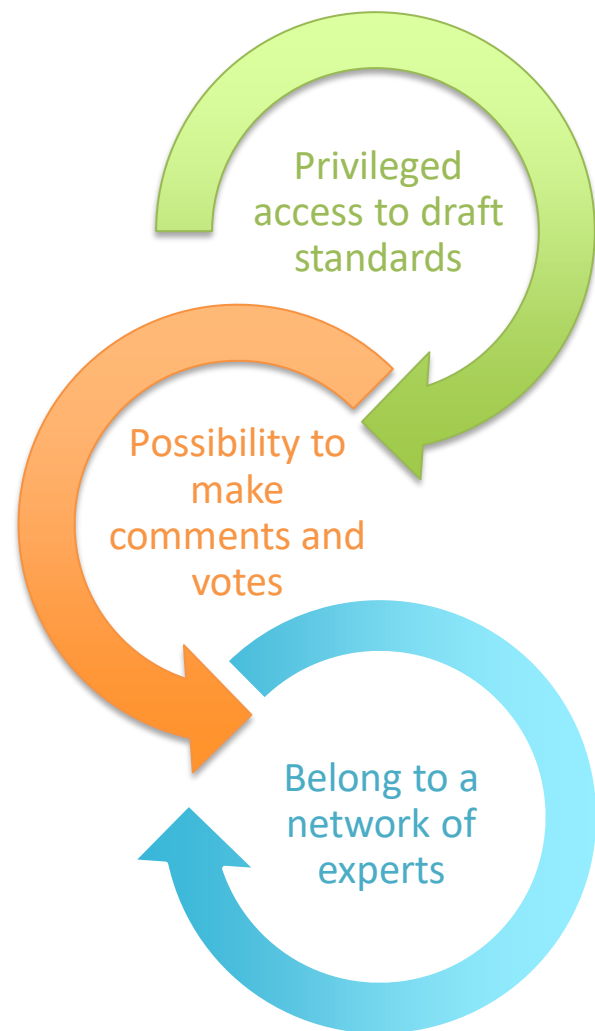 Privileged
access to draft
standards
Possibility to
make
comments and
votes
Belong to a
network of
experts